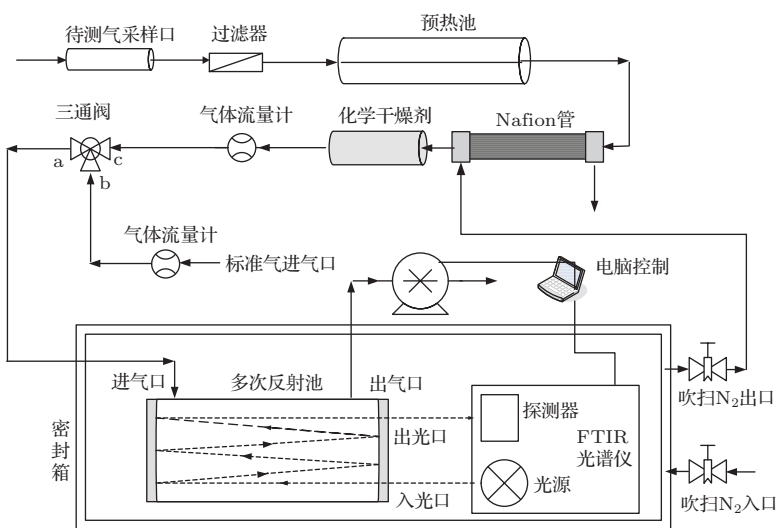 待测气采样口
过滤器
预热池
三通阀
气体流量计
化学干燥剂
Nafion管
a
c
b
气体流量计
标准气进气口
电脑控制
进气口
多次反射池
出气口
吹扫N₂出口
密封箱
探测器
出光口
FTIR
光谱仪
光源
入光口
吹扫N₂入口